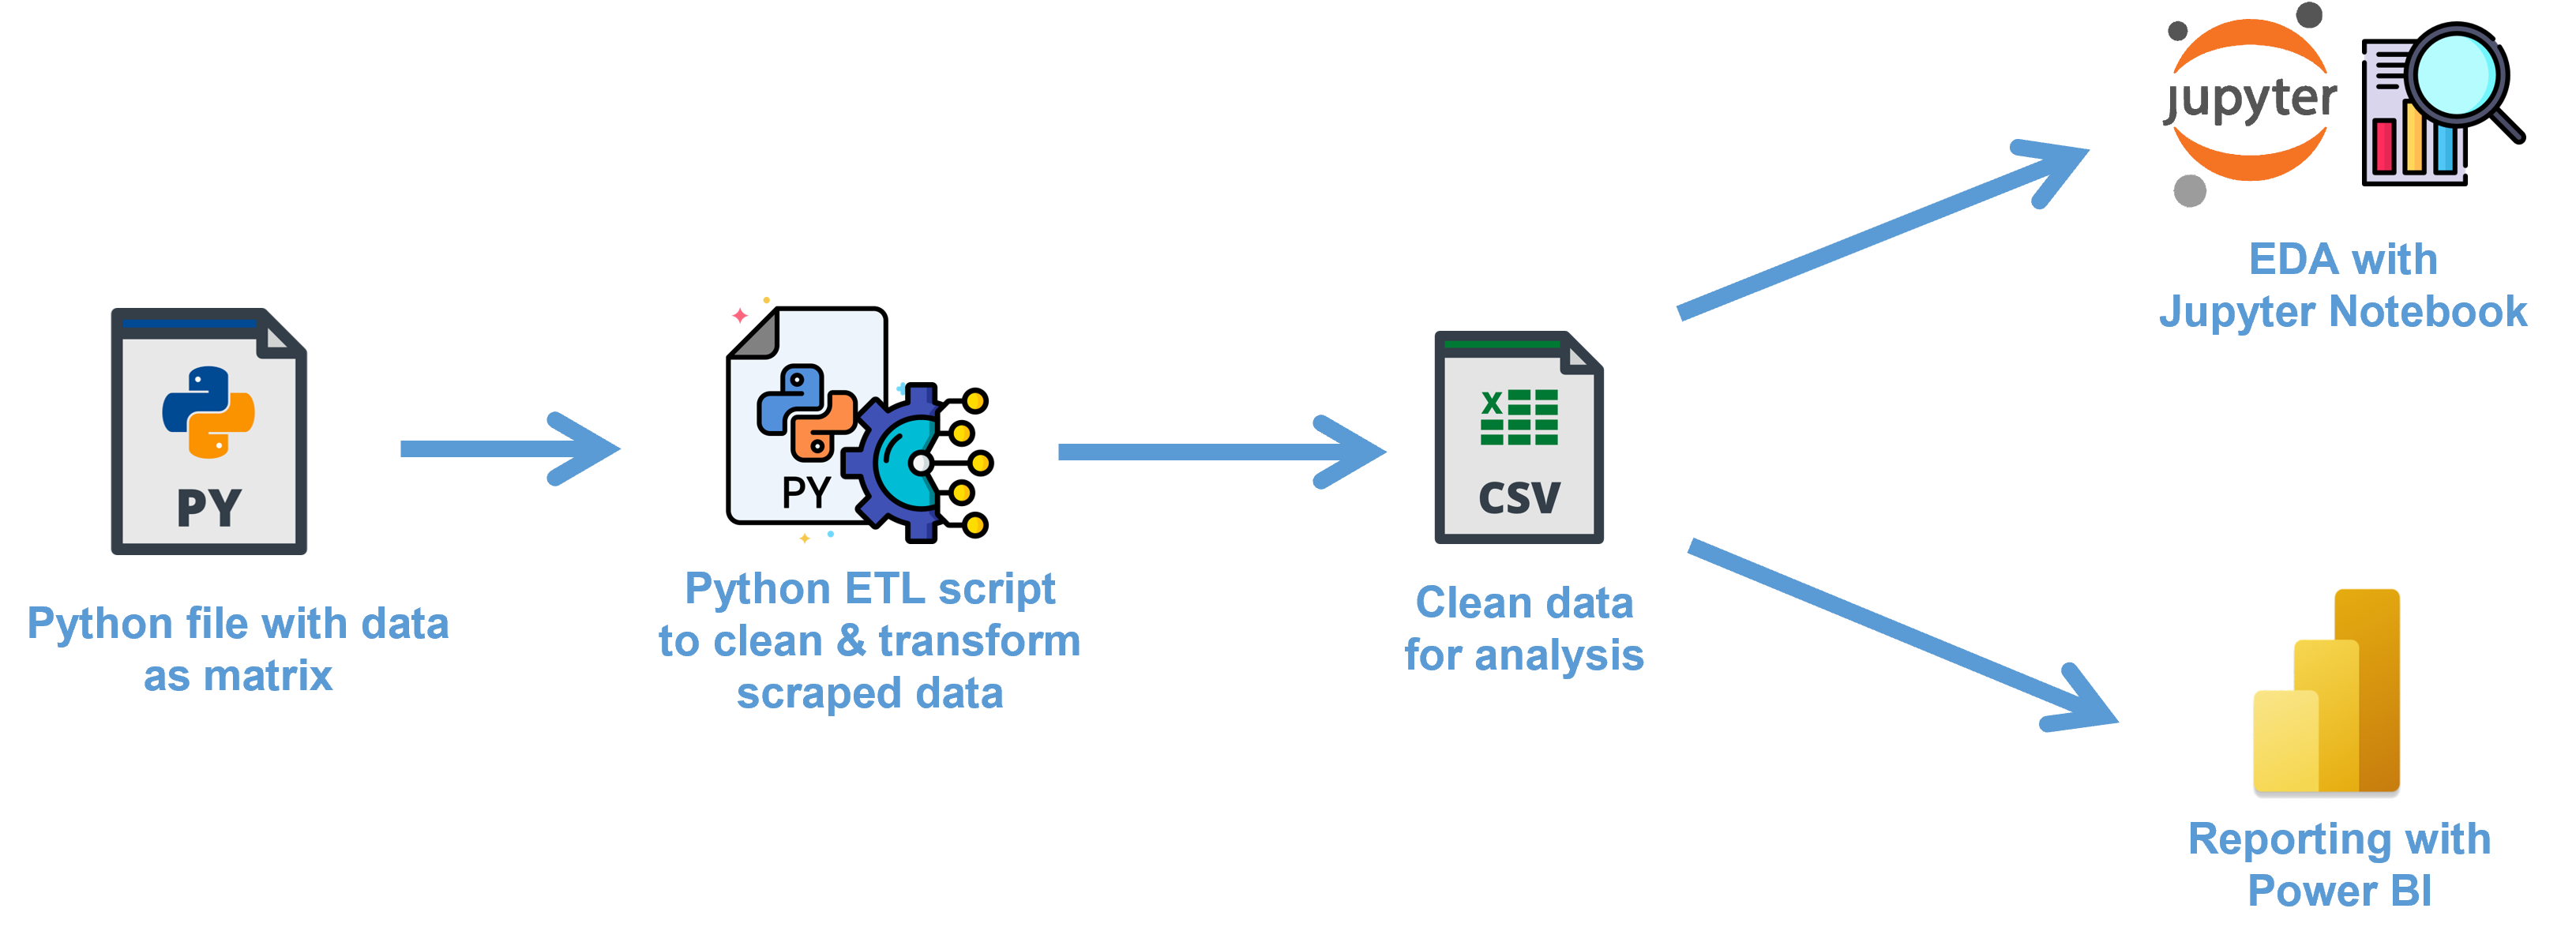 PY
Python file with data
as matrix
PY
Python ETL script
to clean & transform
scraped data
X
CSV
Clean data
for analysis
jupyter
EDA with
Jupyter Notebook
Reporting with
Power BI